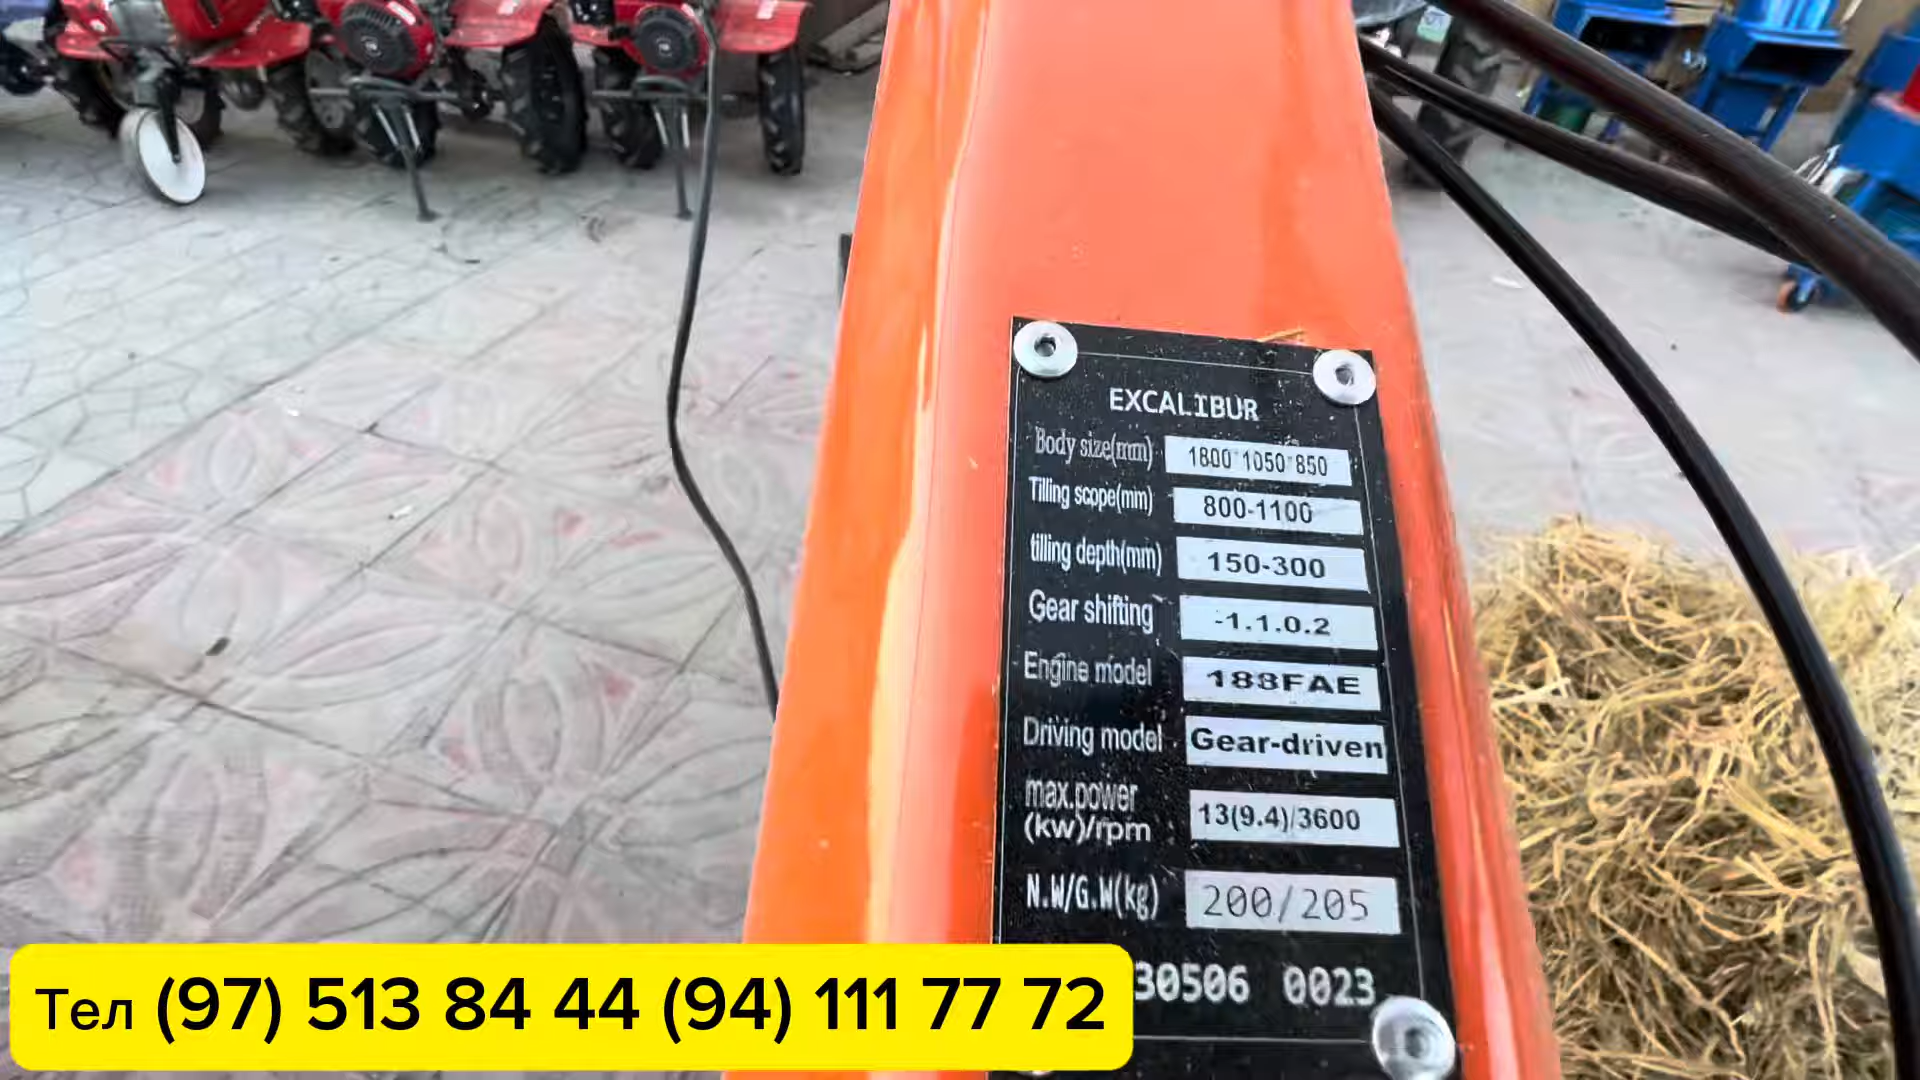 EXCALIBUR
Body size(mm) 1800*1050*850
Tilling scope(mm) 800-1100
tilling depth(mm) 150-300
Gear shifting -1.1.0.2
Engine model 188FAE
Driving model Gear-driven
max.power
(kw)/rpm 13(9.4)/3600
N.W/G.W(kg) 200/205
30506 0023
Тел (97) 513 84 44 (94) 111 77 72